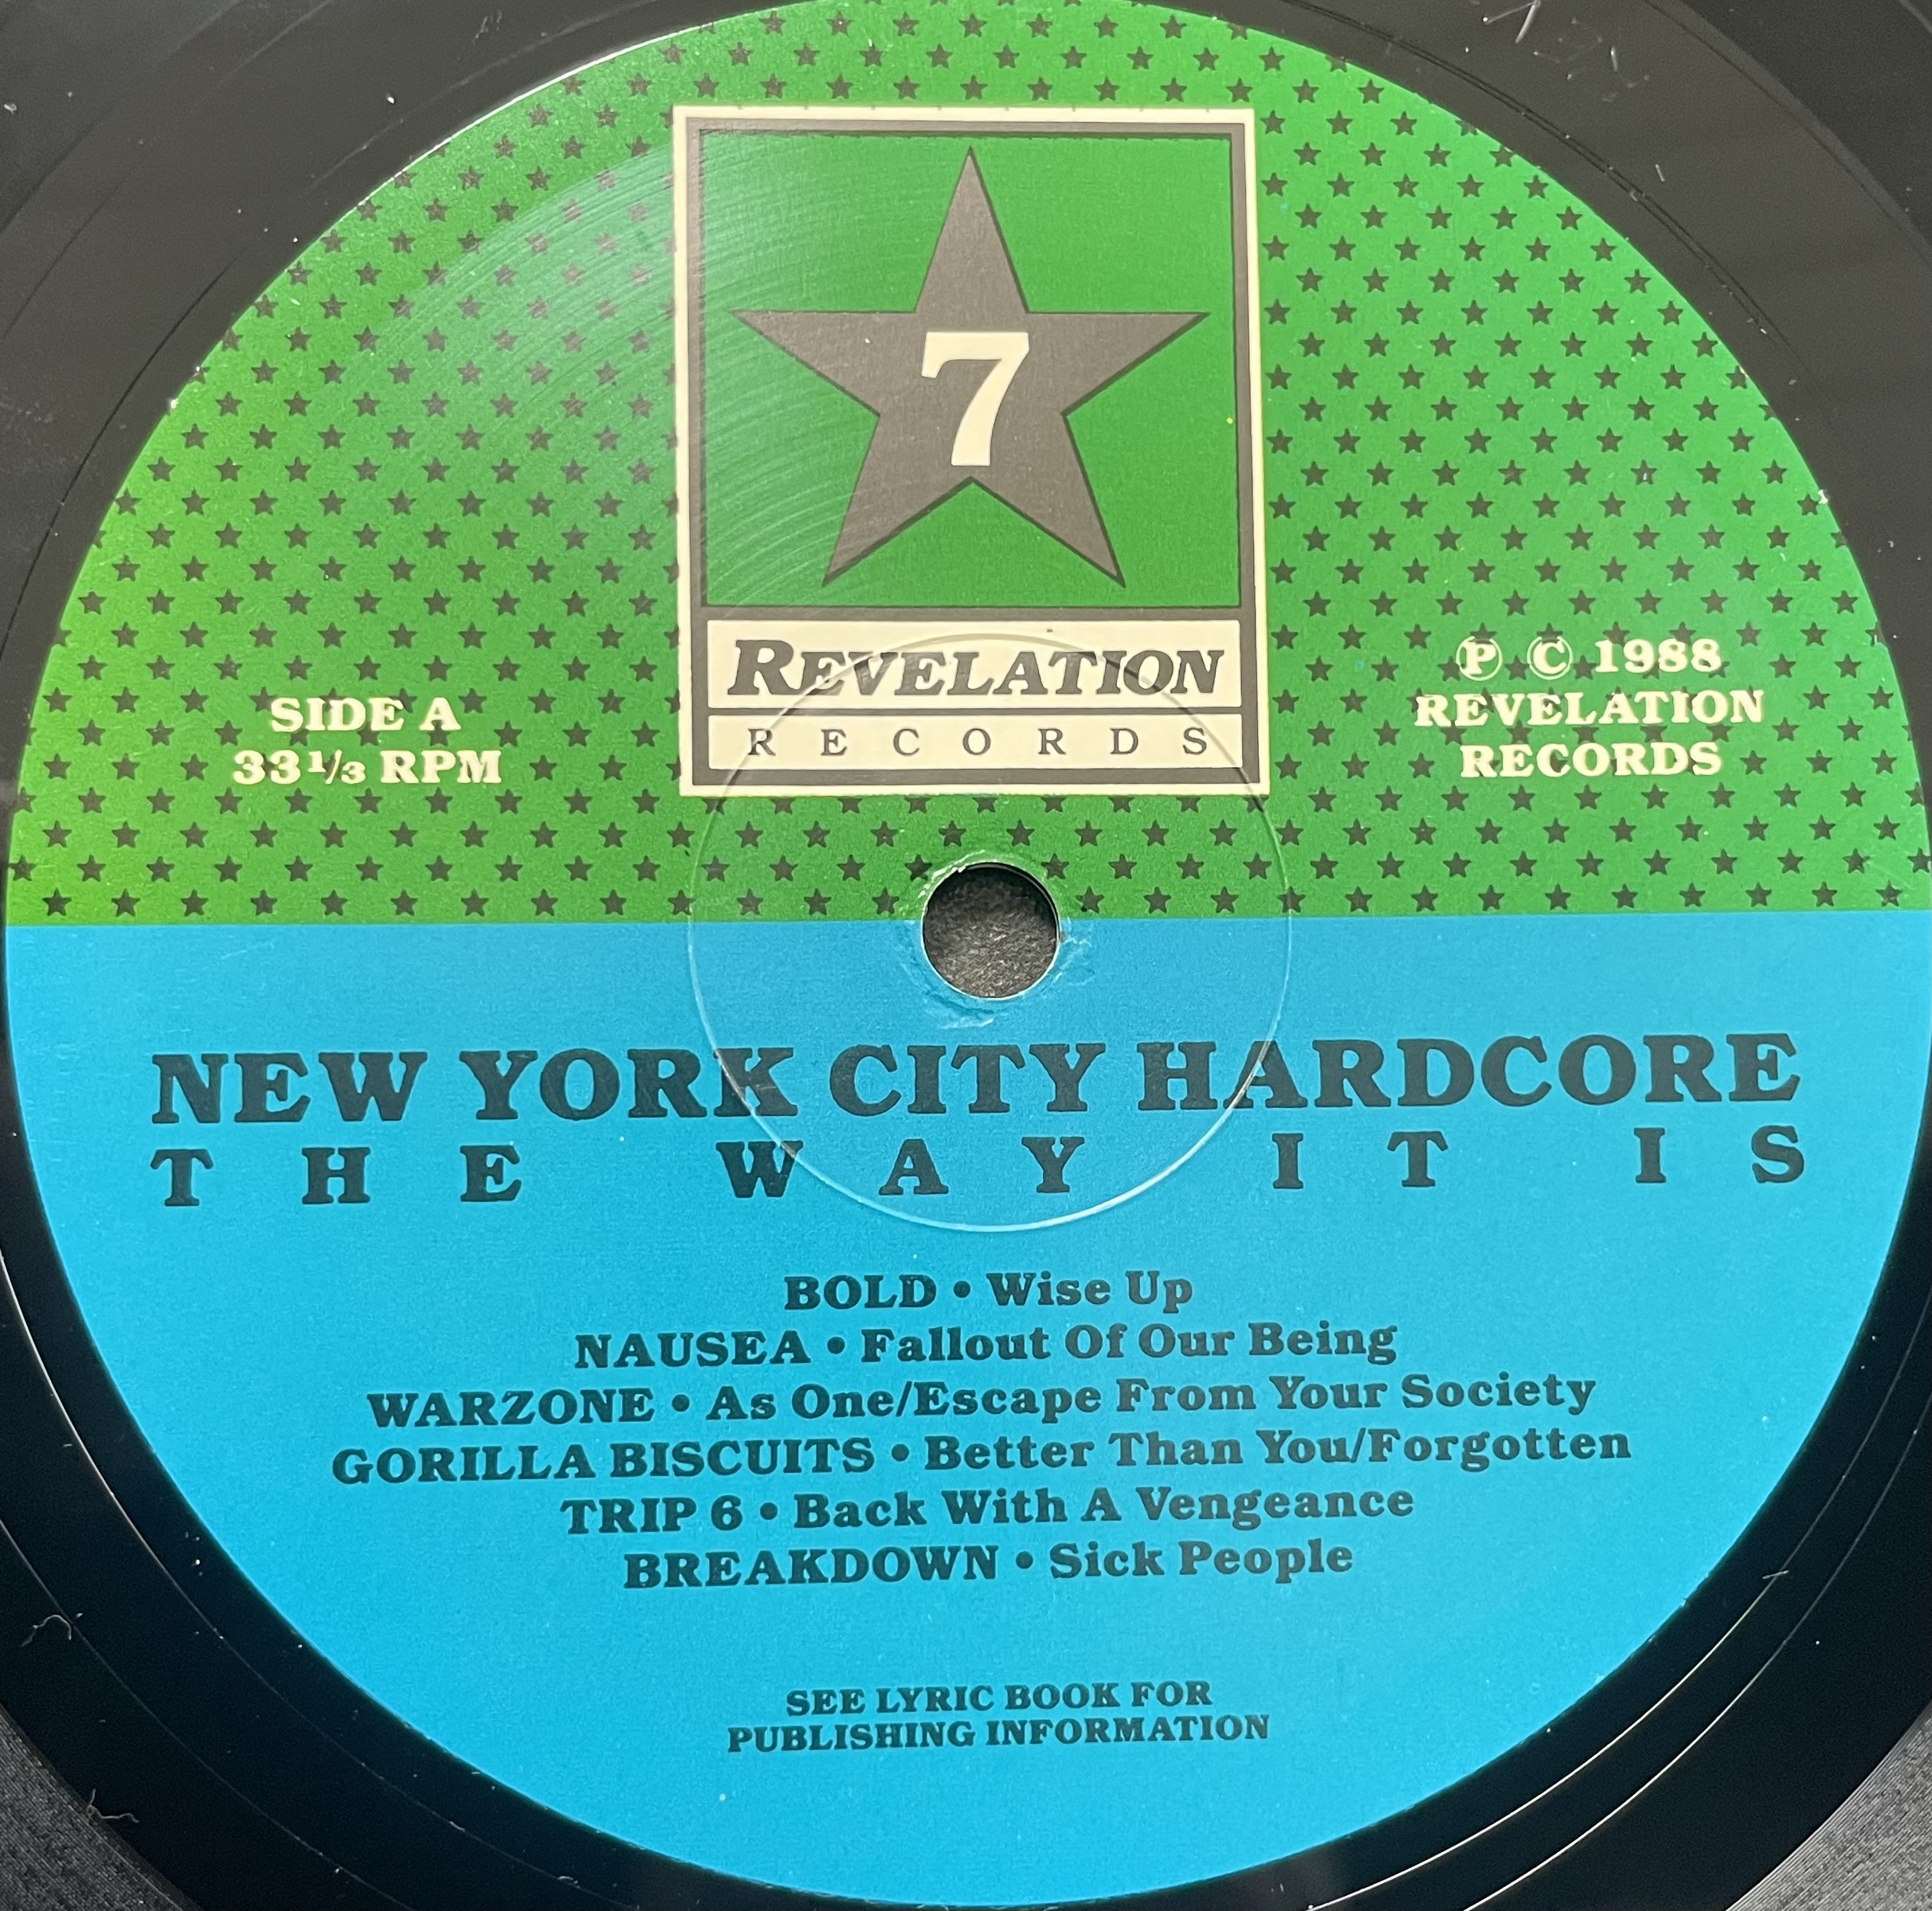 7
REVELATION
RECORDS
SIDE A
33⅓ RPM
Ⓟ © 1988
REVELATION
RECORDS
NEW YORK CITY HARDCORE
THE WAY IT IS
BOLD • Wise Up
NAUSEA • Fallout Of Our Being
WARZONE • As One/Escape From Your Society
GORILLA BISCUITS • Better Than You/Forgotten
TRIP 6 • Back With A Vengeance
BREAKDOWN • Sick People
SEE LYRIC BOOK FOR
PUBLISHING INFORMATION